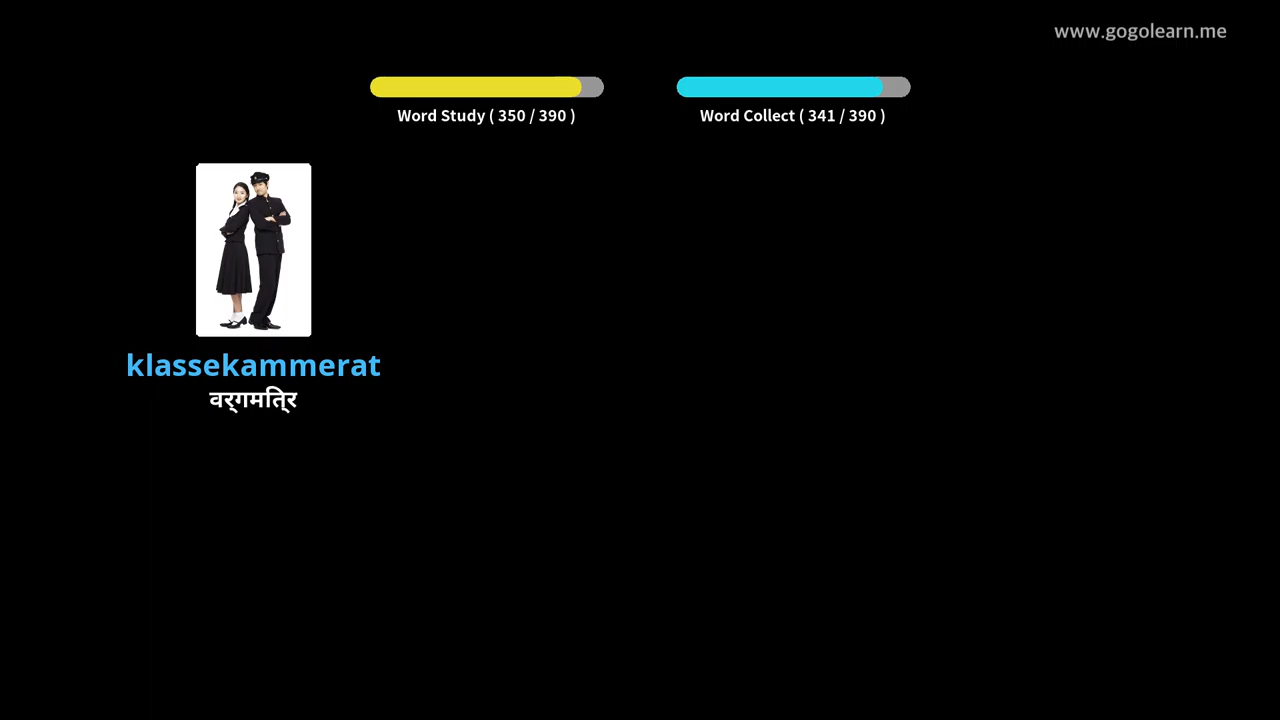 www.gogolearn.me
Word Study ( 350 / 390 )
Word Collect ( 341 / 390 )
klassekammerat
वर्गमित्र